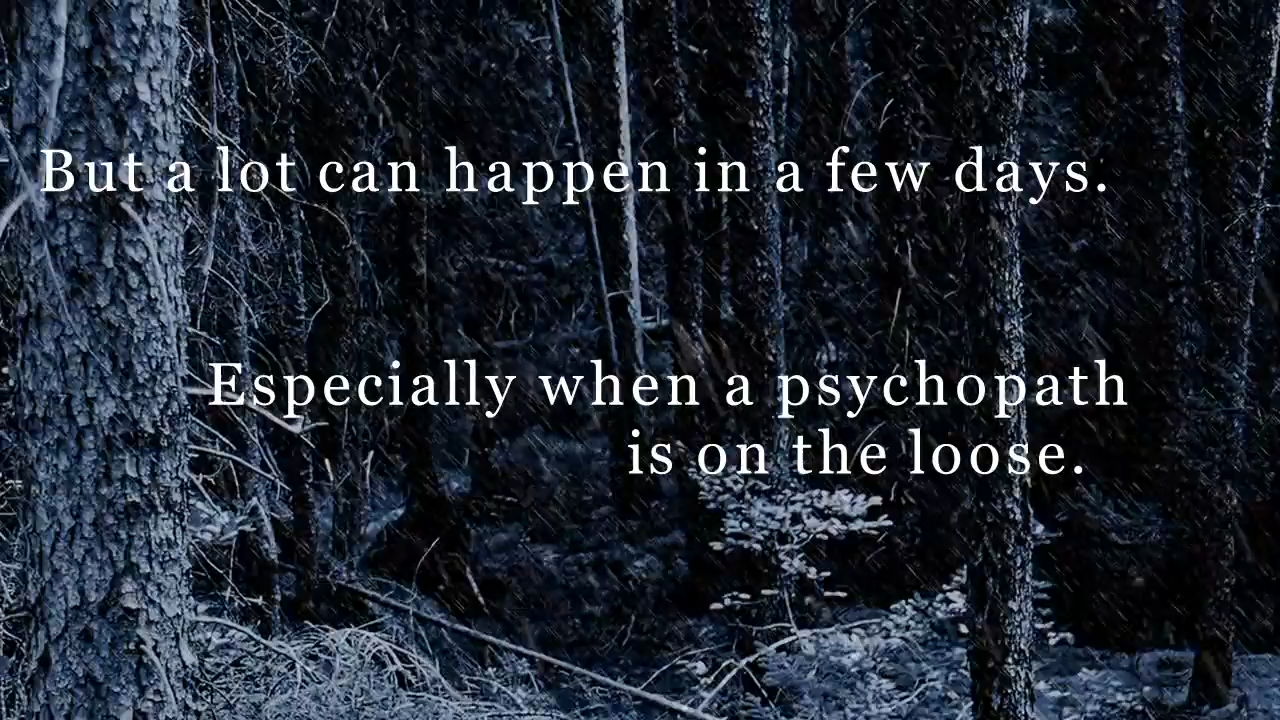 But a lot can happen in a few days.
Especially when a psychopath
is on the loose.